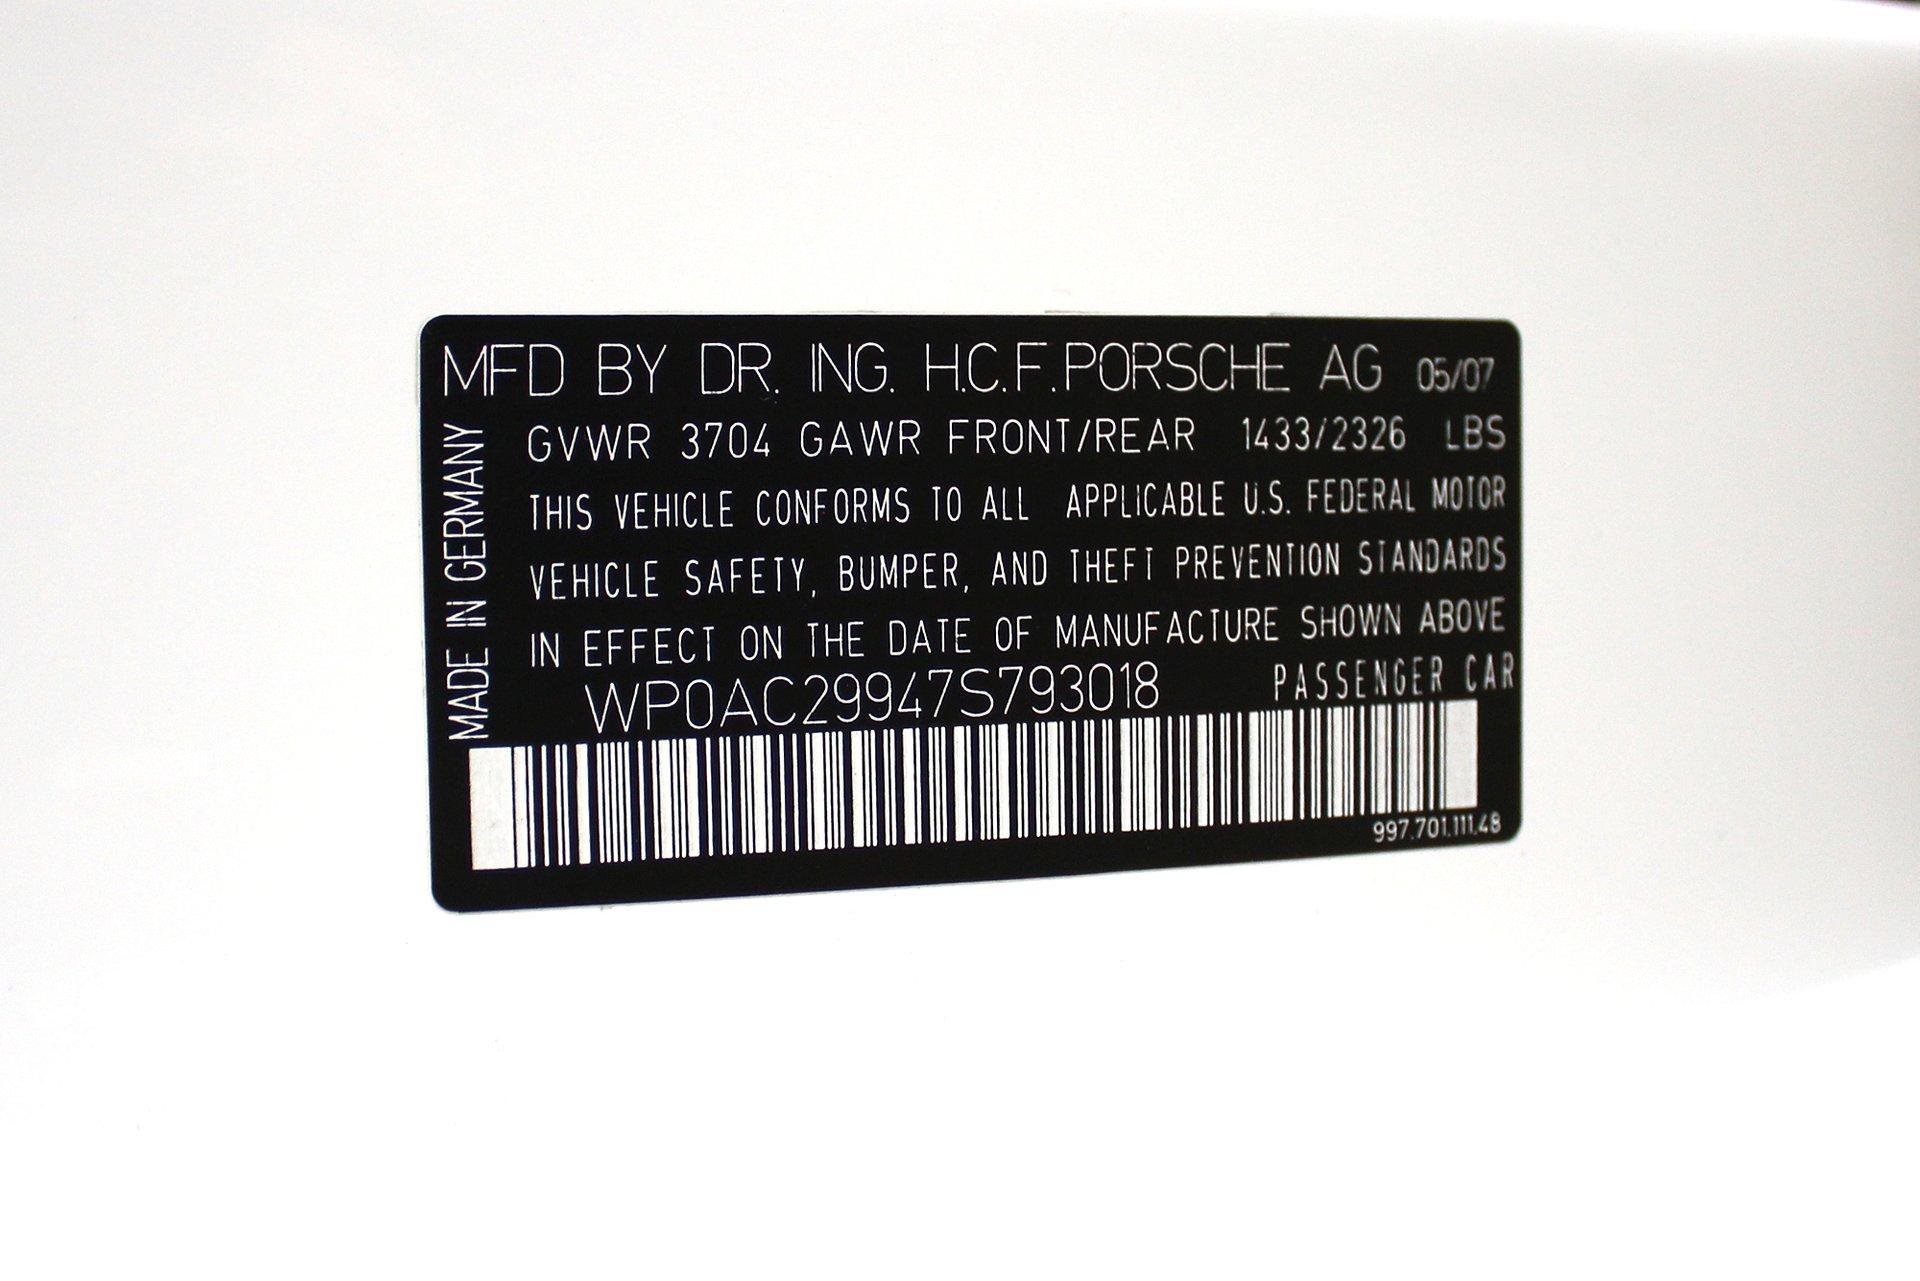 MFD BY DR. ING. H.C.F.PORSCHE AG 05/07
GVWR 3704 GAWR FRONT/REAR 1433/2326 LBS
THIS VEHICLE CONFORMS TO ALL APPLICABLE U.S. FEDERAL MOTOR
VEHICLE SAFETY, BUMPER, AND THEFT PREVENTION STANDARDS
IN EFFECT ON THE DATE OF MANUFACTURE SHOWN ABOVE
WP0AC29947S793018 PASSENGER CAR
997.701.111.48
MADE IN GERMANY